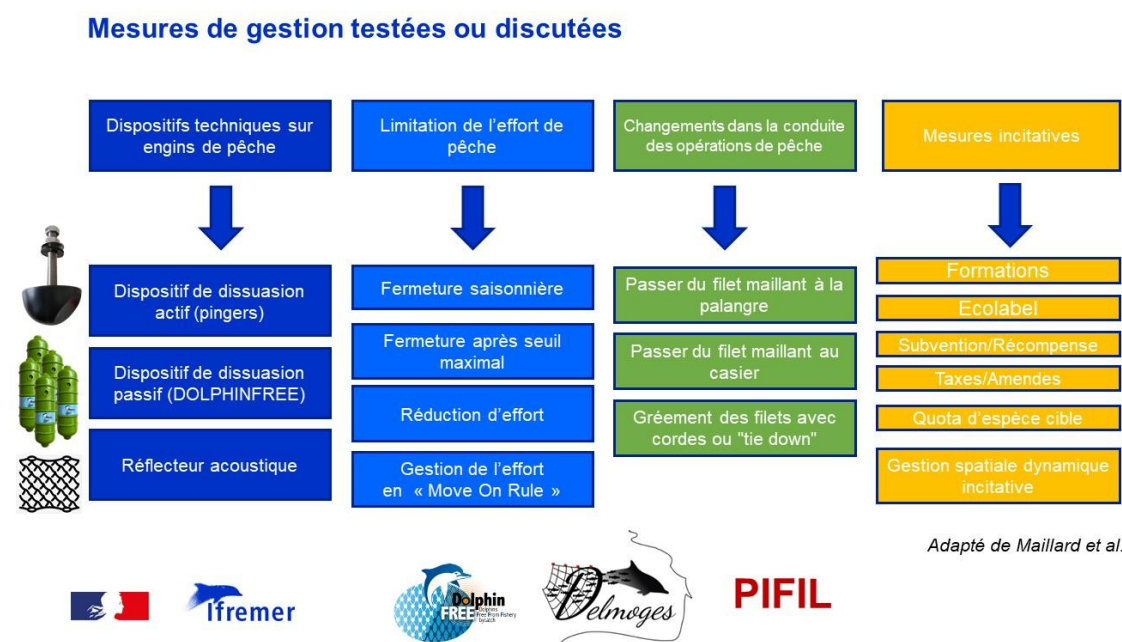 Mesures de gestion testées ou discutées
Dispositifs techniques sur
engins de pêche
Limitation de l'effort de
pêche
Changements dans la conduite
des opérations de pêche
Mesures incitatives
Dispositif de dissuasion
actif (pingers)
Dispositif de dissuasion
passif (DOLPHINFREE)
Réflecteur acoustique
Fermeture saisonnière
Fermeture après seuil
maximal
Réduction d'effort
Gestion de l'effort
en « Move On Rule »
Passer du filet maillant à la
palangre
Passer du filet maillant au
casier
Gréement des filets avec
cordes ou "tie down"
Formations
Ecolabel
Subvention/Récompense
Taxes/Amendes
Quota d'espèce cible
Gestion spatiale dynamique
incitative
Adapté de Maillard et al.
Ifremer
Dolphin
FREE
Dolphins
Free From Fishery
bycatch
Delmoges
PIFIL